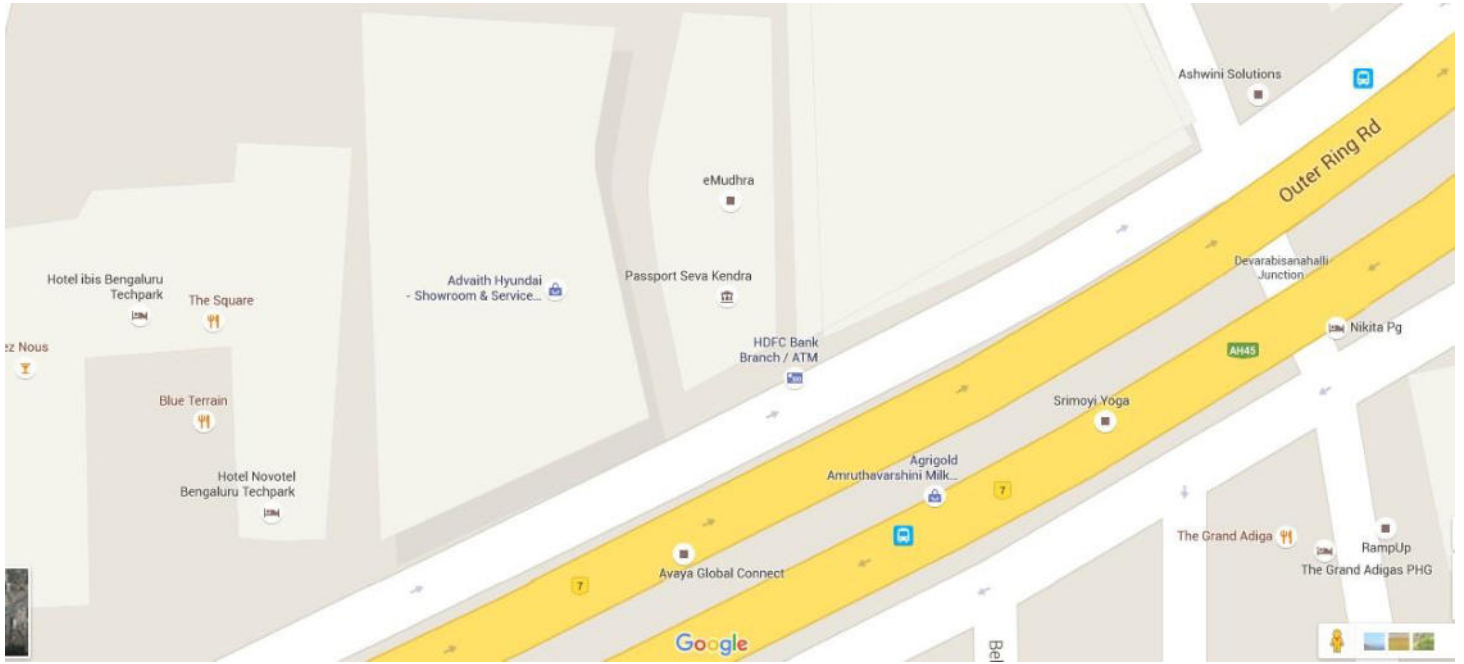 Ashwini Solutions
Outer Ring Rd
eMudhra
Devarabisanahalli
Junction
Hotel ibis Bengaluru
Techpark
The Square
Advaith Hyundai
- Showroom & Service...
Passport Seva Kendra
Nikita Pg
ez Nous
HDFC Bank
Branch / ATM
AH45
Blue Terrain
Srimoyi Yoga
Hotel Novotel
Bengaluru Techpark
Agrigold
Amruthavarshini Milk...
7
The Grand Adiga
RampUp
The Grand Adigas PHG
Avaya Global Connect
7
Google
Bel